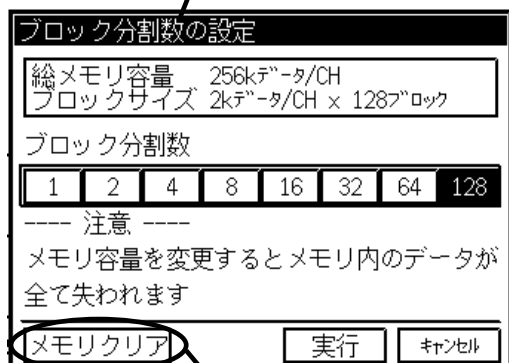 ブロック分割数の設定
総メモリ容量 256kﾃﾞｰﾀ/CH
ブロックサイズ 2kﾃﾞｰﾀ/CH × 128ﾌﾞﾛｯｸ
ブロック分割数
1 2 4 8 16 32 64 128
---- 注意 ----
メモリ容量を変更するとメモリ内のデータが
全て失われます
メモリクリア 実行 ｷｬﾝｾﾙ